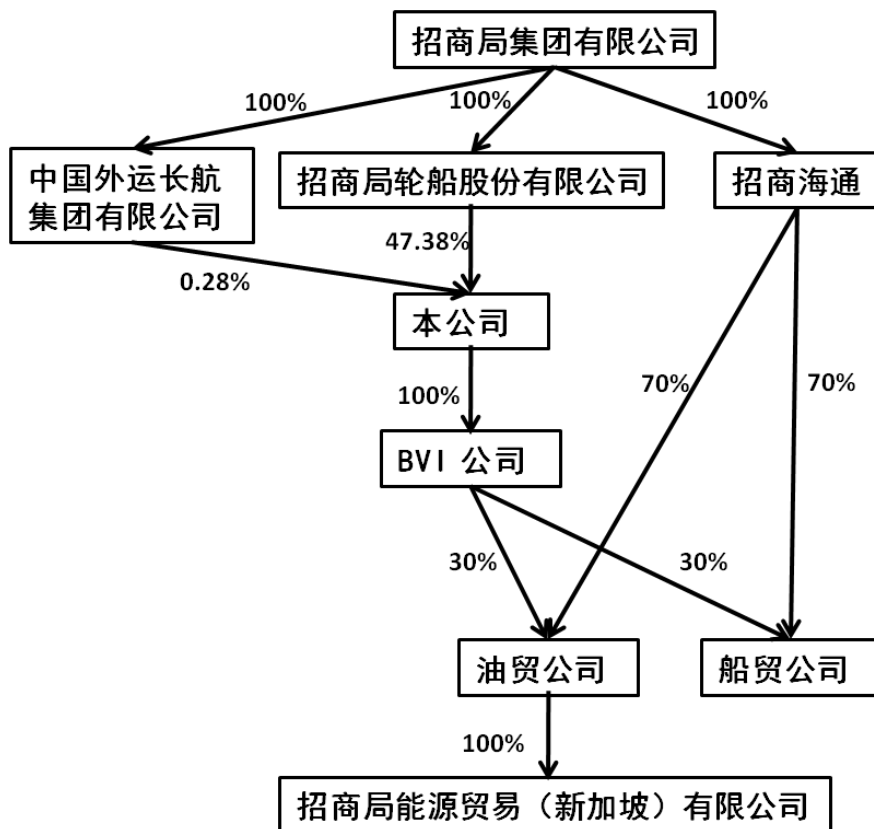 招商局集团有限公司
100%
100%
100%
中国外运长航
集团有限公司
招商局轮船股份有限公司
招商海通
47.38%
0.28%
本公司
70%
70%
100%
BVI 公司
30%
30%
油贸公司
船贸公司
100%
招商局能源贸易（新加坡）有限公司